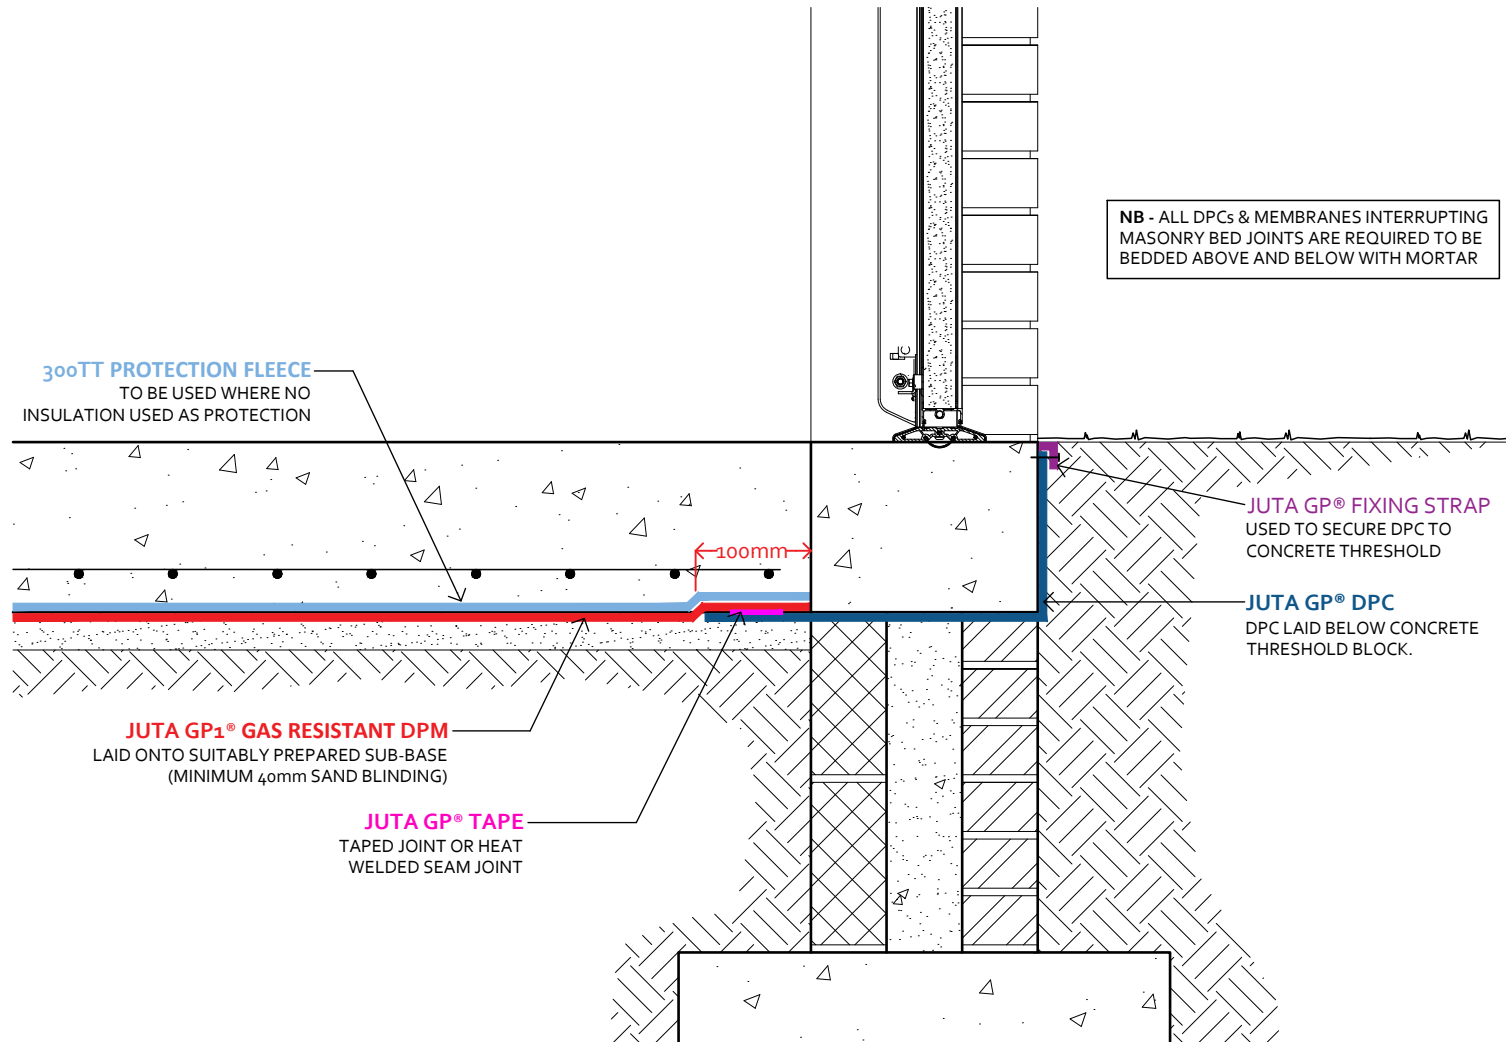 NB - ALL DPCs & MEMBRANES INTERRUPTING
MASONRY BED JOINTS ARE REQUIRED TO BE
BEDDED ABOVE AND BELOW WITH MORTAR
300TT PROTECTION FLEECE
TO BE USED WHERE NO
INSULATION USED AS PROTECTION
100mm
JUTA GP® FIXING STRAP
USED TO SECURE DPC TO
CONCRETE THRESHOLD
JUTA GP® DPC
DPC LAID BELOW CONCRETE
THRESHOLD BLOCK.
JUTA GP1® GAS RESISTANT DPM
LAID ONTO SUITABLY PREPARED SUB-BASE
(MINIMUM 40mm SAND BLINDING)
JUTA GP® TAPE
TAPED JOINT OR HEAT
WELDED SEAM JOINT